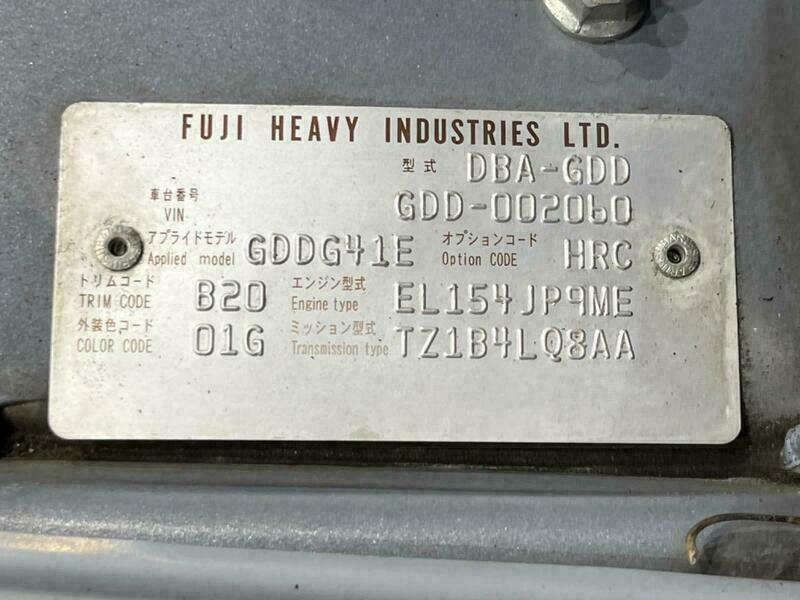 FUJI HEAVY INDUSTRIES LTD.
型式 DBA-GDD
車台番号 VIN GDD-002060
アプライドモデル Applied model GDDG41E オプションコード Option CODE HRC
トリムコード TRIM CODE B20 エンジン型式 Engine type EL154JP9ME
外装色コード COLOR CODE 01G ミッション型式 Transmission type TZ1B4LQ8AA